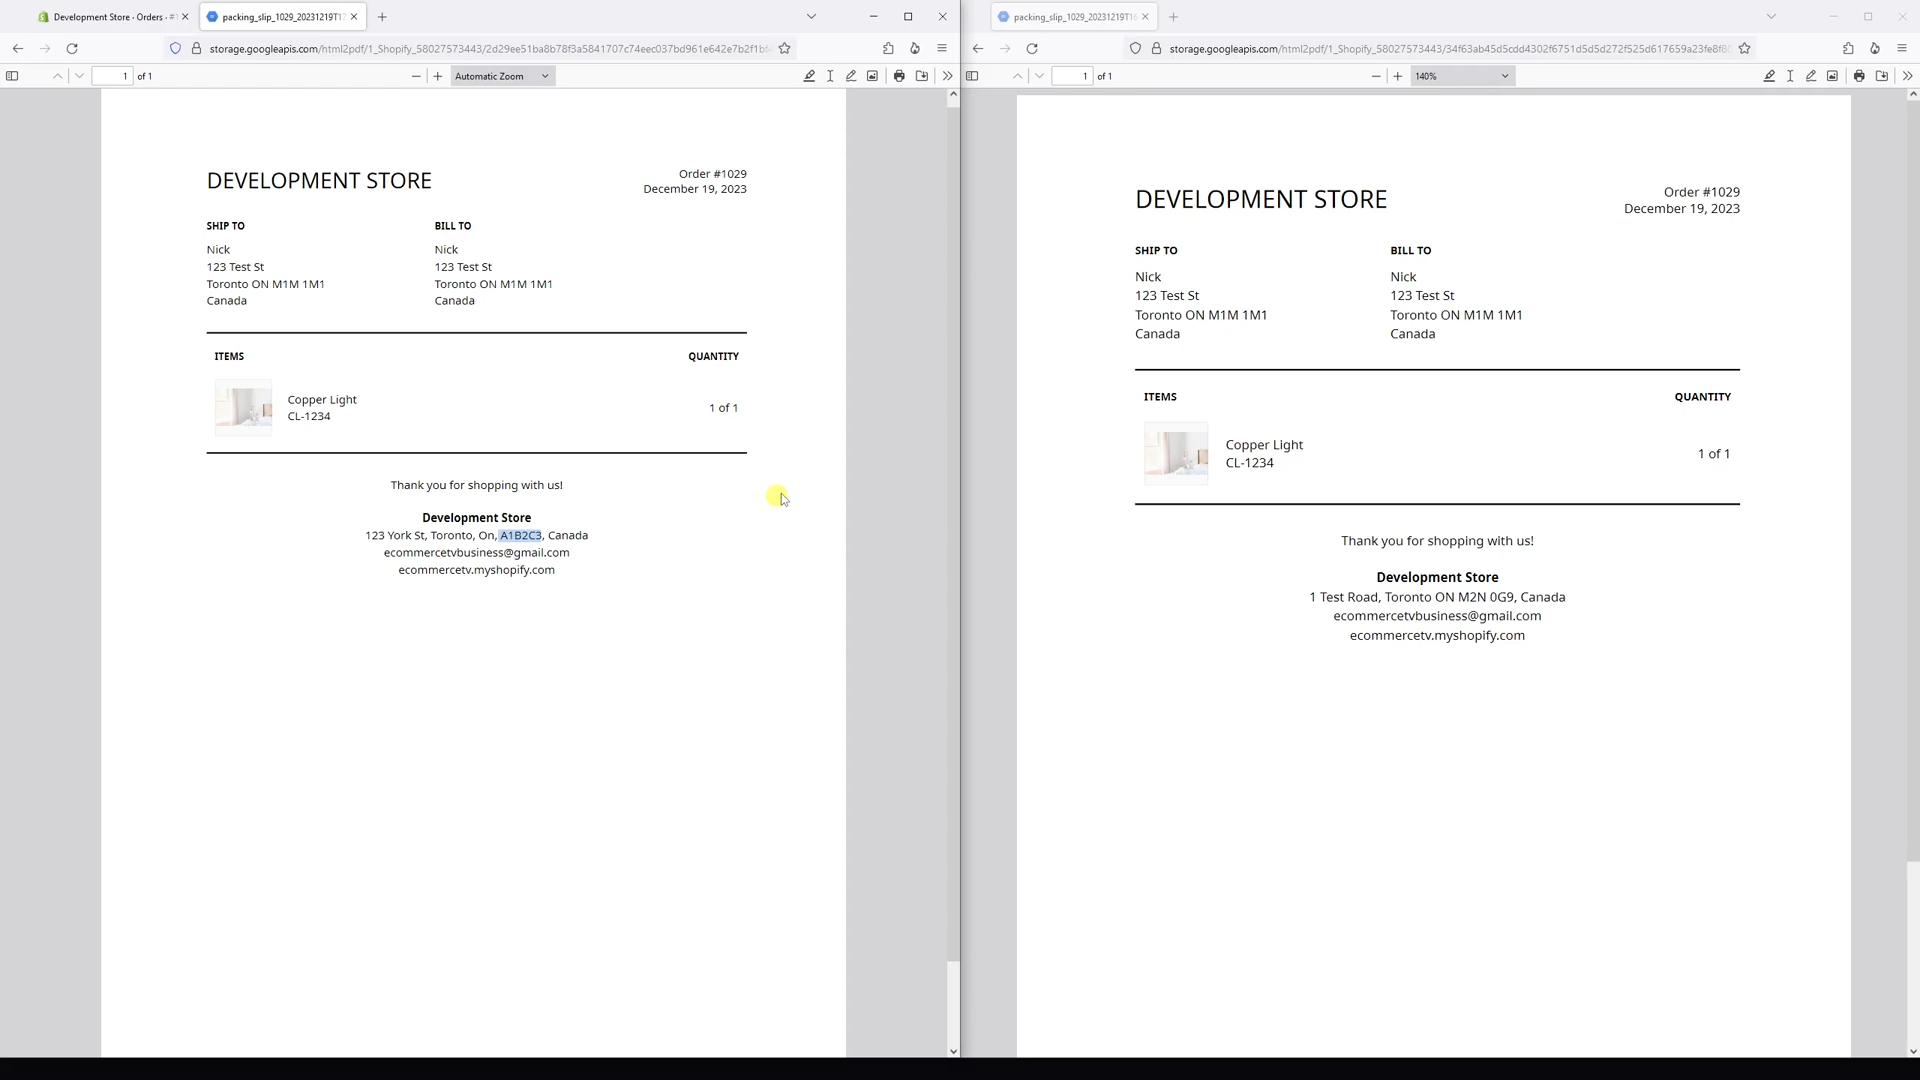 Development Store · Orders · #1
packing_slip_1029_20231219T17
storage.googleapis.com/html2pdf/1_Shopify_58027573443/2d29ee51ba8b78f3a5841707c74eec037bd961e642e7b2f1b
1 of 1
Automatic Zoom
DEVELOPMENT STORE
Order #1029
December 19, 2023
SHIP TO
Nick
123 Test St
Toronto ON M1M 1M1
Canada
BILL TO
Nick
123 Test St
Toronto ON M1M 1M1
Canada
ITEMS QUANTITY
Copper Light
CL-1234
1 of 1
Thank you for shopping with us!
Development Store
123 York St, Toronto, On, A1B2C3, Canada
ecommercetvbusiness@gmail.com
ecommercetv.myshopify.com
packing_slip_1029_20231219T16
storage.googleapis.com/html2pdf/1_Shopify_58027573443/34f63ab45d5cdd4302f6751d5d5d272f525d617659a23fe8f8
1 of 1
140%
DEVELOPMENT STORE
Order #1029
December 19, 2023
SHIP TO
Nick
123 Test St
Toronto ON M1M 1M1
Canada
BILL TO
Nick
123 Test St
Toronto ON M1M 1M1
Canada
ITEMS QUANTITY
Copper Light
CL-1234
1 of 1
Thank you for shopping with us!
Development Store
1 Test Road, Toronto ON M2N 0G9, Canada
ecommercetvbusiness@gmail.com
ecommercetv.myshopify.com